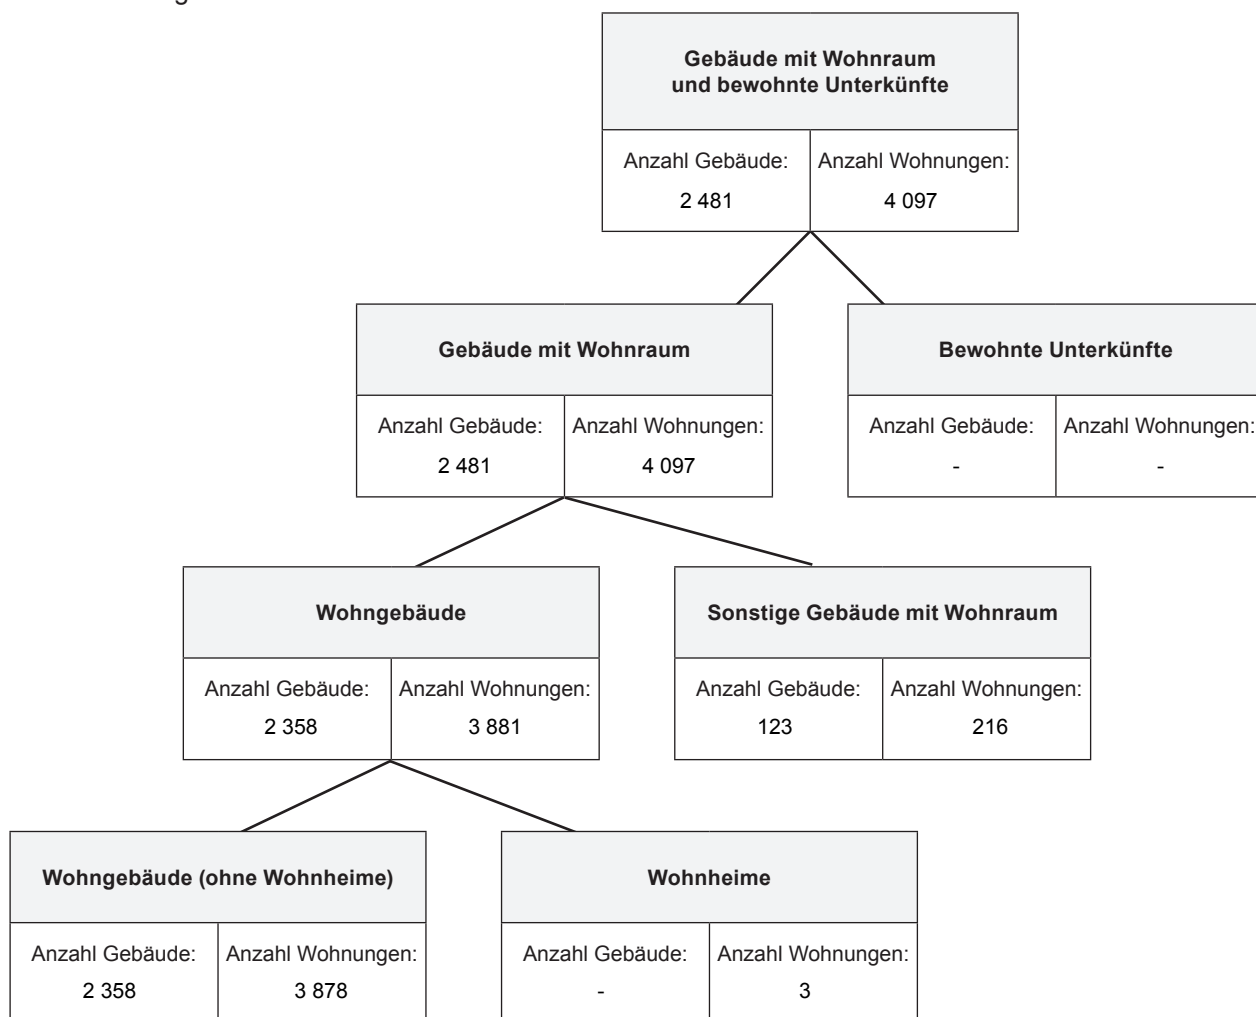 Gebäude mit Wohnraum
und bewohnte Unterkünfte
Anzahl Gebäude: Anzahl Wohnungen:
2 481 4 097
Gebäude mit Wohnraum
Anzahl Gebäude: Anzahl Wohnungen:
2 481 4 097
Bewohnte Unterkünfte
Anzahl Gebäude: Anzahl Wohnungen:
- -
Wohngebäude
Anzahl Gebäude: Anzahl Wohnungen:
2 358 3 881
Sonstige Gebäude mit Wohnraum
Anzahl Gebäude: Anzahl Wohnungen:
123 216
Wohngebäude (ohne Wohnheime)
Anzahl Gebäude: Anzahl Wohnungen:
2 358 3 878
Wohnheime
Anzahl Gebäude: Anzahl Wohnungen:
- 3